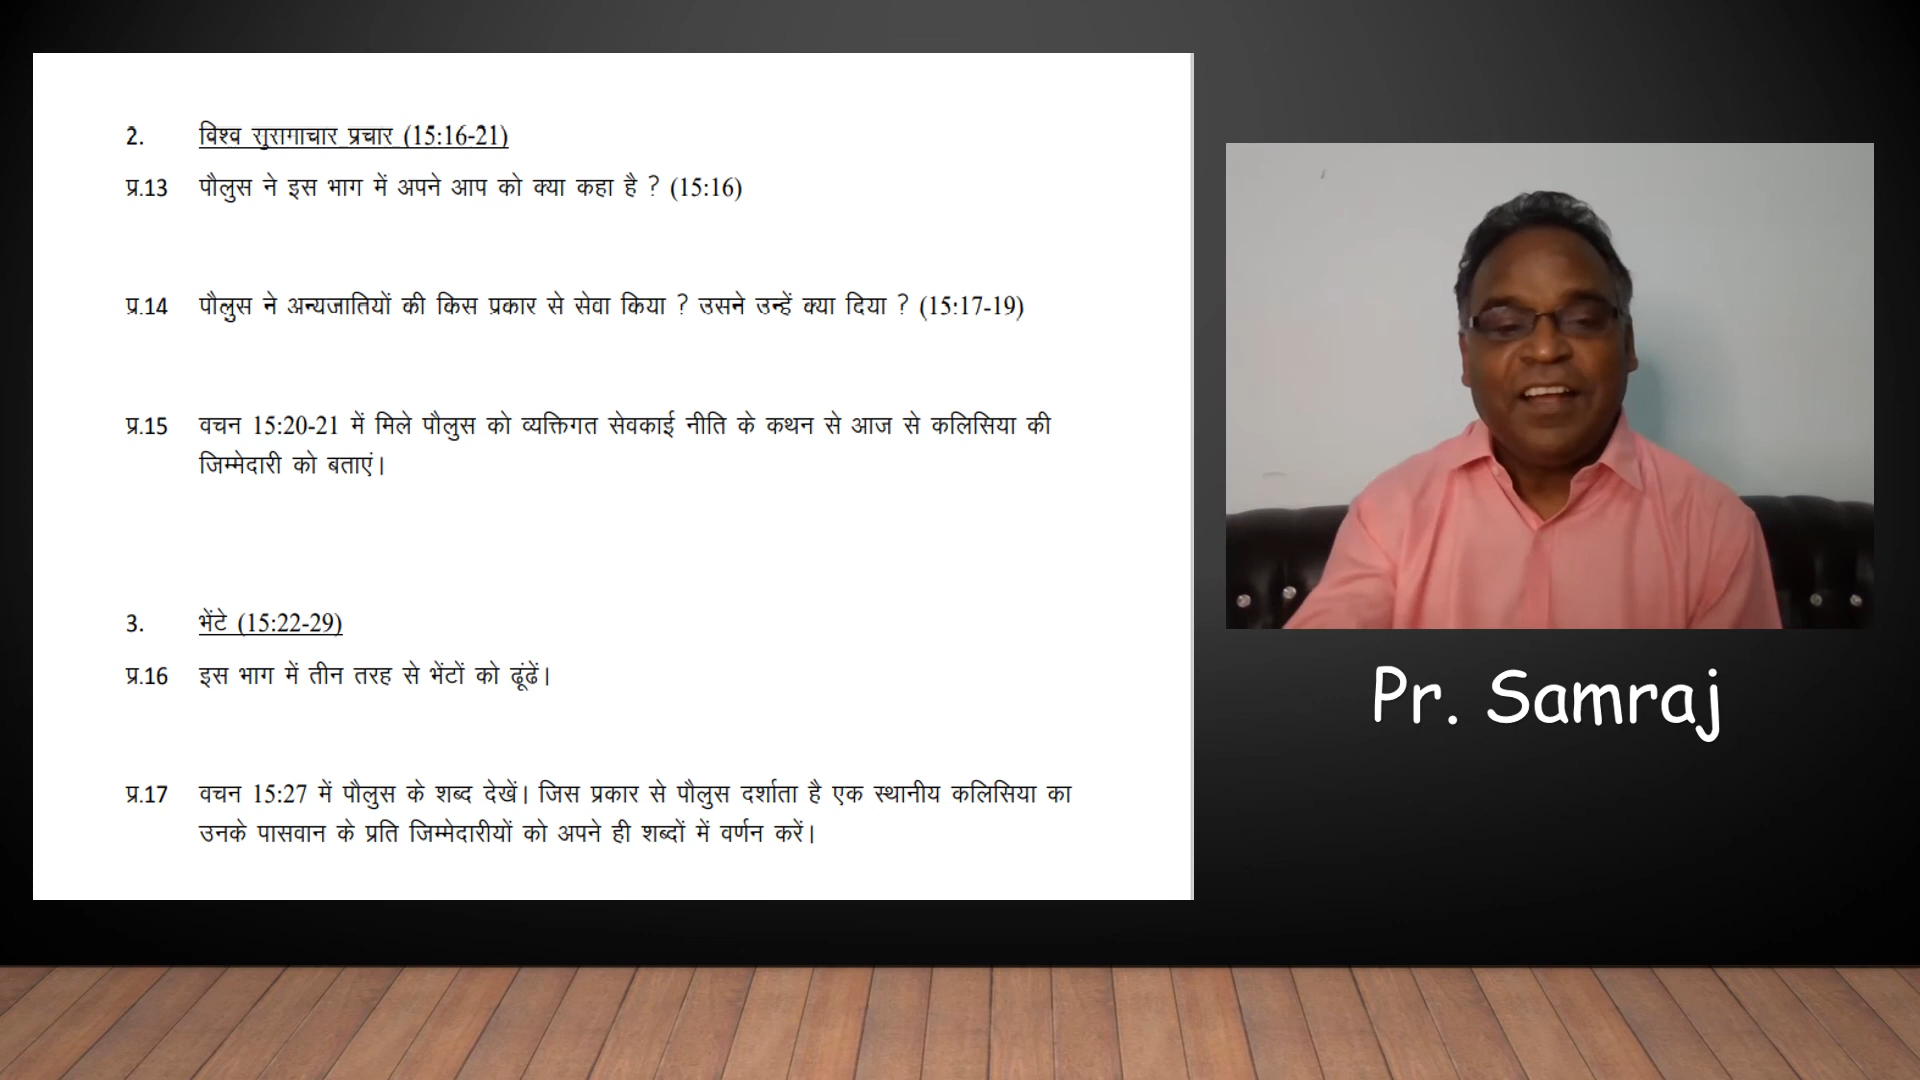 2. विश्व सुसमाचार प्रचार (15:16-21)
प्र.13 पौलुस ने इस भाग में अपने आप को क्या कहा है ? (15:16)
प्र.14 पौलुस ने अन्यजातियों की किस प्रकार से सेवा किया ? उसने उन्हें क्या दिया ? (15:17-19)
प्र.15 वचन 15:20-21 में मिले पौलुस को व्यक्तिगत सेवकाई नीति के कथन से आज से कलिसिया की
जिम्मेदारी को बताएं।
3. भेंटे (15:22-29)
प्र.16 इस भाग में तीन तरह से भेंटों को ढूंढें।
प्र.17 वचन 15:27 में पौलुस के शब्द देखें। जिस प्रकार से पौलुस दर्शाता है एक स्थानीय कलिसिया का
उनके पासवान के प्रति जिम्मेदारीयों को अपने ही शब्दों में वर्णन करें।
Pr. Samraj